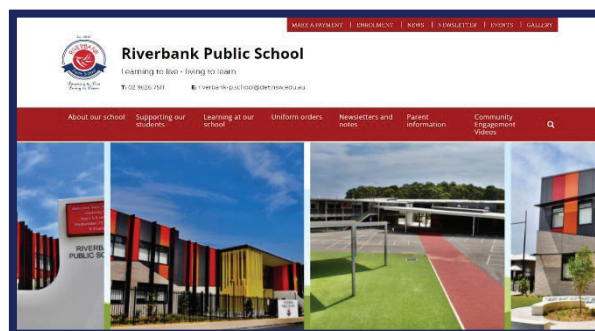 MAKE A PAYMENT | ENROLMENT | NEWS | NEWSLETTER | EVENTS | GALLERY
RIVERBANK
Riverbank Public School
Learning to live - living to learn
T: 02 9626 7511 E: riverbank-p.school@det.nsw.edu.au
About our school
Supporting our
students
Learning at our
school
Uniform orders
Newsletters and
notes
Parent
information
Community
Engagement
Videos
RIVERB
PUBLIC SC